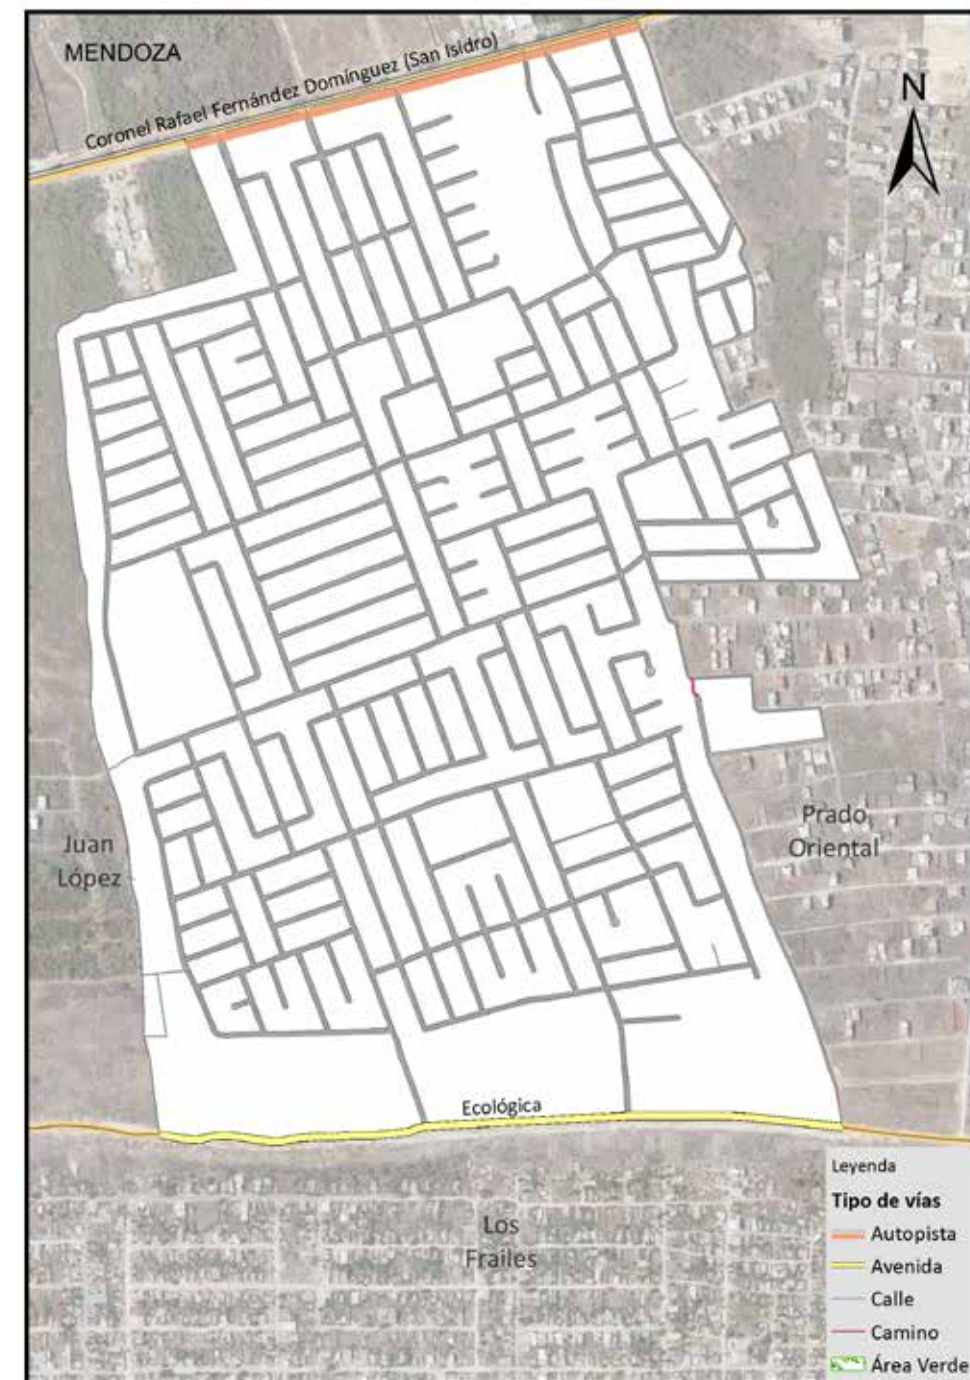 MENDOZA
Coronel Rafael Fernández Domínguez (San Isidro)
N
Prado
Oriental
Juan
López
Ecológica
Los
Frailes
Leyenda
Tipo de vías
Autopista
Avenida
Calle
Camino
Área Verde